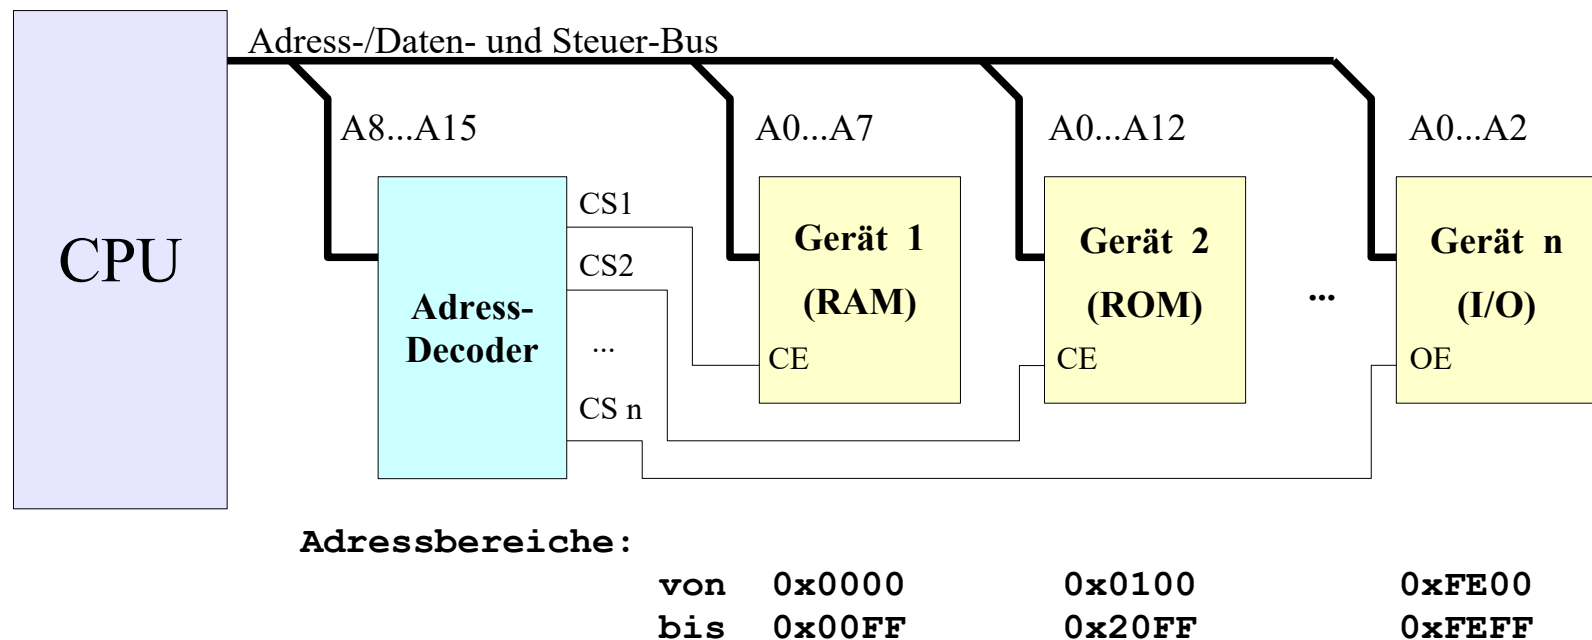 Adress-/Daten- und Steuer-Bus
A8...A15
A0...A7
A0...A12
A0...A2
CPU
Adress-
Decoder
CS1
CS2
...
CS n
Gerät 1
(RAM)
CE
Gerät 2
(ROM)
CE
...
Gerät n
(I/O)
OE
Adressbereiche:
von 0x0000 0x0100 0xFE00
bis 0x00FF 0x20FF 0xFEFF